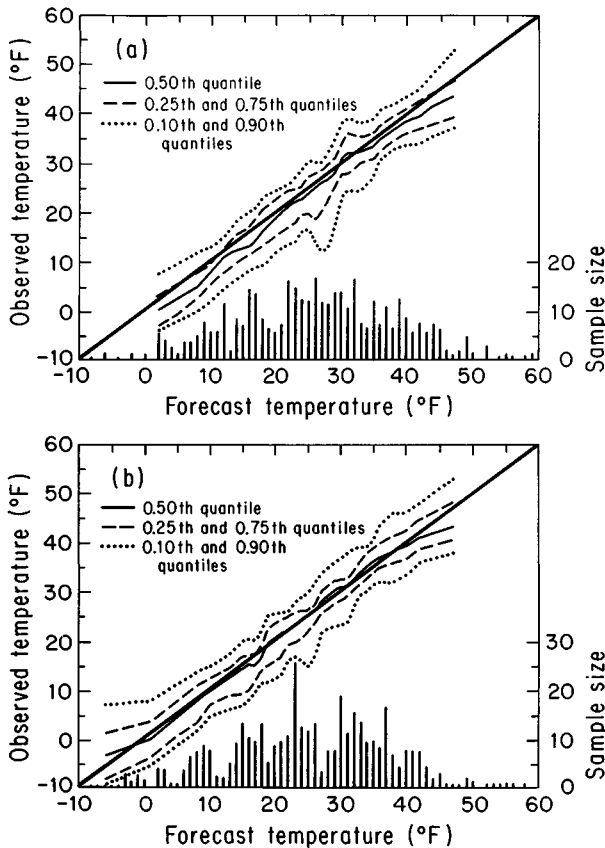 60
50
40
30
20
10
0
-10
Observed temperature (°F)
(a)
0.50th quantile
0.25th and 0.75th quantiles
0.10th and 0.90th
quantiles
20
10
0
Sample size
-10 0 10 20 30 40 50 60
Forecast temperature (°F)
60
50
40
30
20
10
0
-10
Observed temperature (°F)
(b)
0.50th quantile
0.25th and 0.75th quantiles
0.10th and 0.90th
quantiles
30
20
10
0
Sample size
-10 0 10 20 30 40 50 60
Forecast temperature (°F)